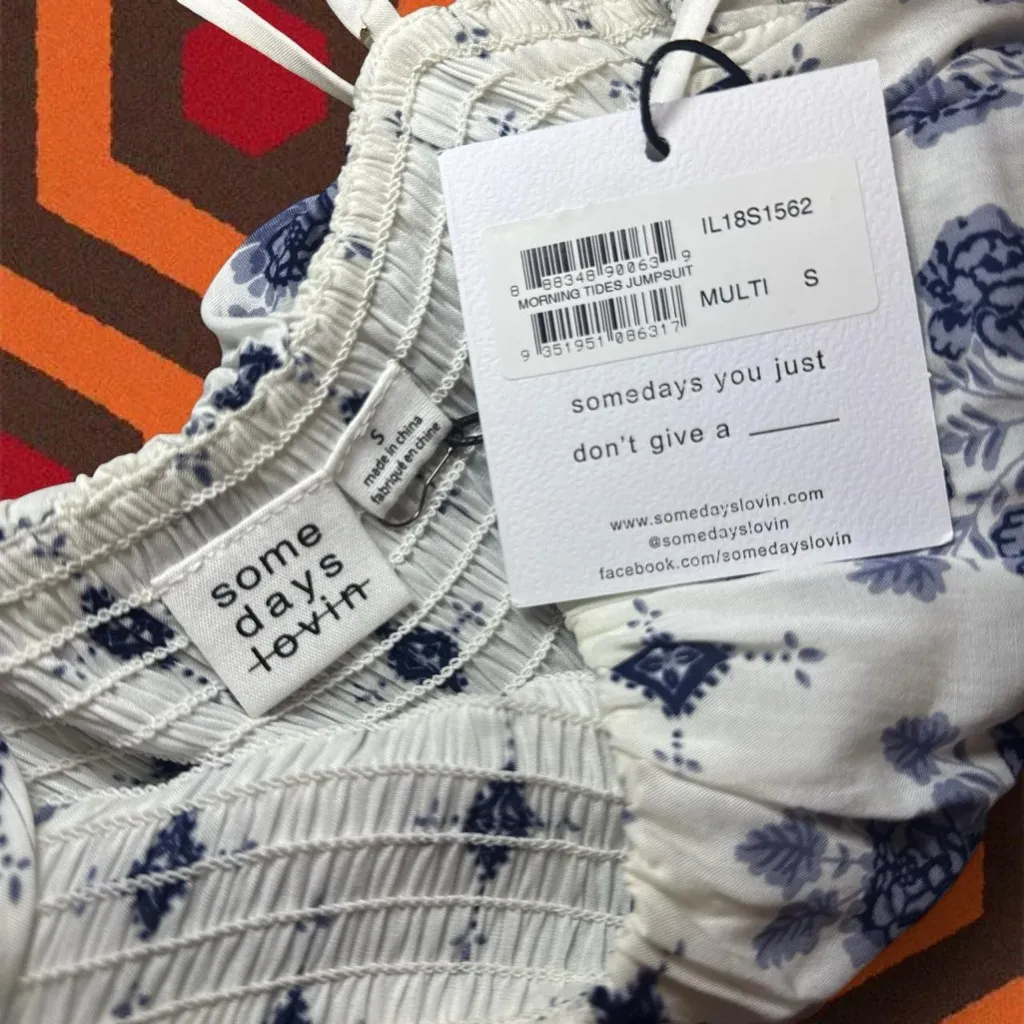 IL18S1562
8 88348 90063 9
MORNING TIDES JUMPSUIT
MULTI S
9 351951 086317
somedays you just
don't give a ______
www.somedayslovin.com
@somedayslovin
facebook.com/somedayslovin
S
made in china
fabriqué en chine
some
days
lovin